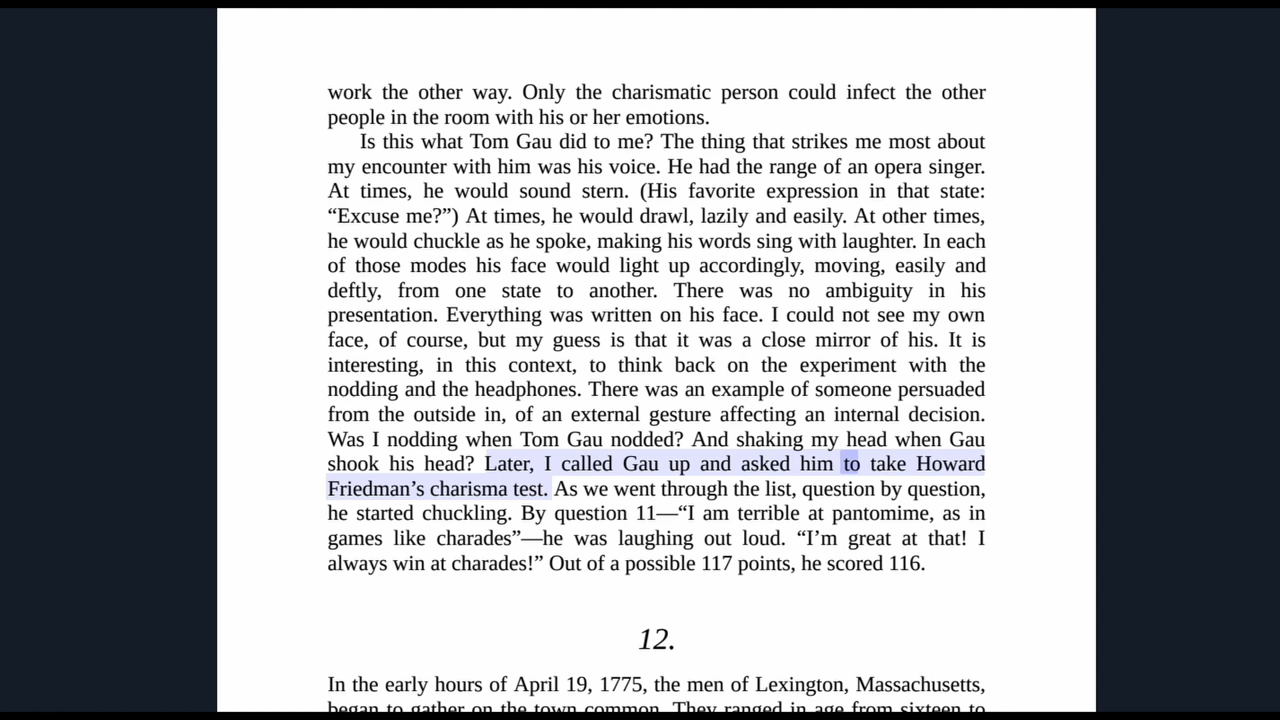 work the other way. Only the charismatic person could infect the other
people in the room with his or her emotions.
Is this what Tom Gau did to me? The thing that strikes me most about
my encounter with him was his voice. He had the range of an opera singer.
At times, he would sound stern. (His favorite expression in that state:
“Excuse me?”) At times, he would drawl, lazily and easily. At other times,
he would chuckle as he spoke, making his words sing with laughter. In each
of those modes his face would light up accordingly, moving, easily and
deftly, from one state to another. There was no ambiguity in his
presentation. Everything was written on his face. I could not see my own
face, of course, but my guess is that it was a close mirror of his. It is
interesting, in this context, to think back on the experiment with the
nodding and the headphones. There was an example of someone persuaded
from the outside in, of an external gesture affecting an internal decision.
Was I nodding when Tom Gau nodded? And shaking my head when Gau
shook his head? Later, I called Gau up and asked him to take Howard
Friedman’s charisma test. As we went through the list, question by question,
he started chuckling. By question 11—“I am terrible at pantomime, as in
games like charades”—he was laughing out loud. “I’m great at that! I
always win at charades!” Out of a possible 117 points, he scored 116.
12.
In the early hours of April 19, 1775, the men of Lexington, Massachusetts,
began to gather on the town common. They ranged in age from sixteen to